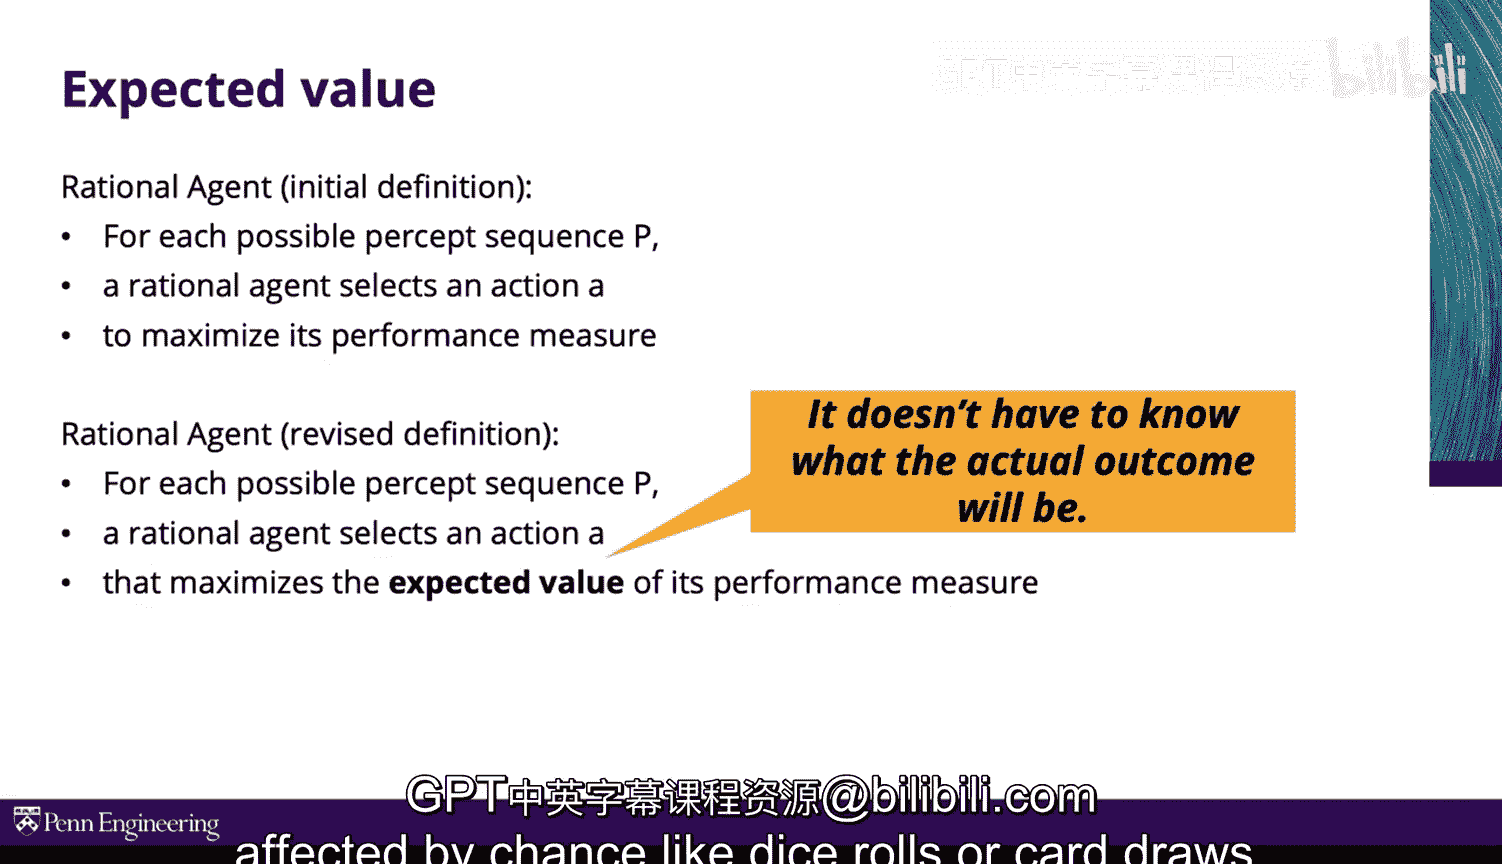 Expected value
bilibili
Rational Agent (initial definition):
• For each possible percept sequence P,
• a rational agent selects an action a
• to maximize its performance measure
Rational Agent (revised definition):
• For each possible percept sequence P,
• a rational agent selects an action a
• that maximizes the expected value of its performance measure
It doesn’t have to know
what the actual outcome
will be.
GPT中英字幕课程资源@bilibili.com
Penn Engineering
affected by chance like dice rolls or card draws